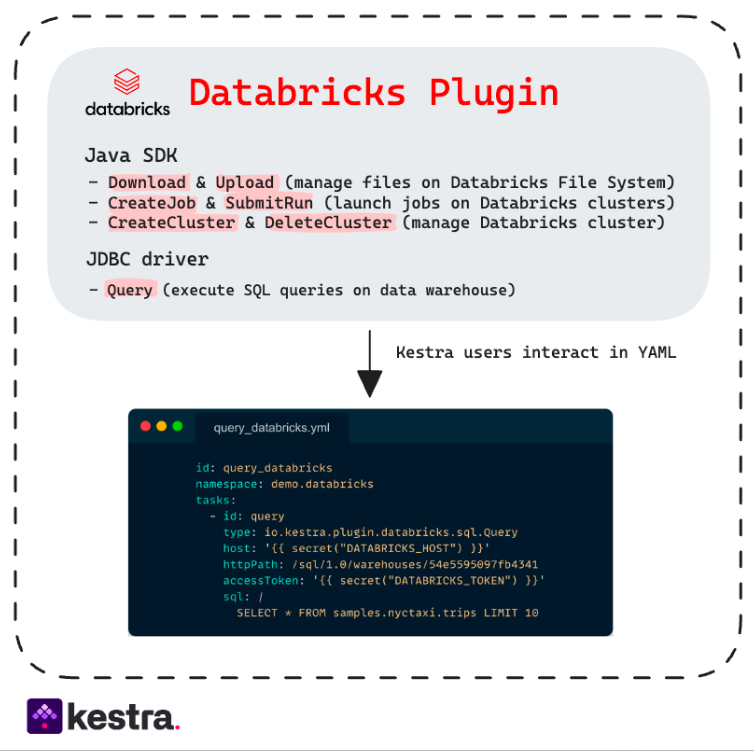 databricks
Databricks Plugin
Java SDK
- Download & Upload (manage files on Databricks File System)
- CreateJob & SubmitRun (launch jobs on Databricks clusters)
- CreateCluster & DeleteCluster (manage Databricks cluster)
JDBC driver
- Query (execute SQL queries on data warehouse)
Kestra users interact in YAML
query_databricks.yml
id: query_databricks
namespace: demo.databricks
tasks:
  - id: query
    type: io.kestra.plugin.databricks.sql.Query
    host: '{{ secret("DATABRICKS_HOST") }}'
    httpPath: /sql/1.0/warehouses/54e5595097fb4341
    accessToken: '{{ secret("DATABRICKS_TOKEN") }}'
    sql: |
      SELECT * FROM samples.nyctaxi.trips LIMIT 10
kestra.